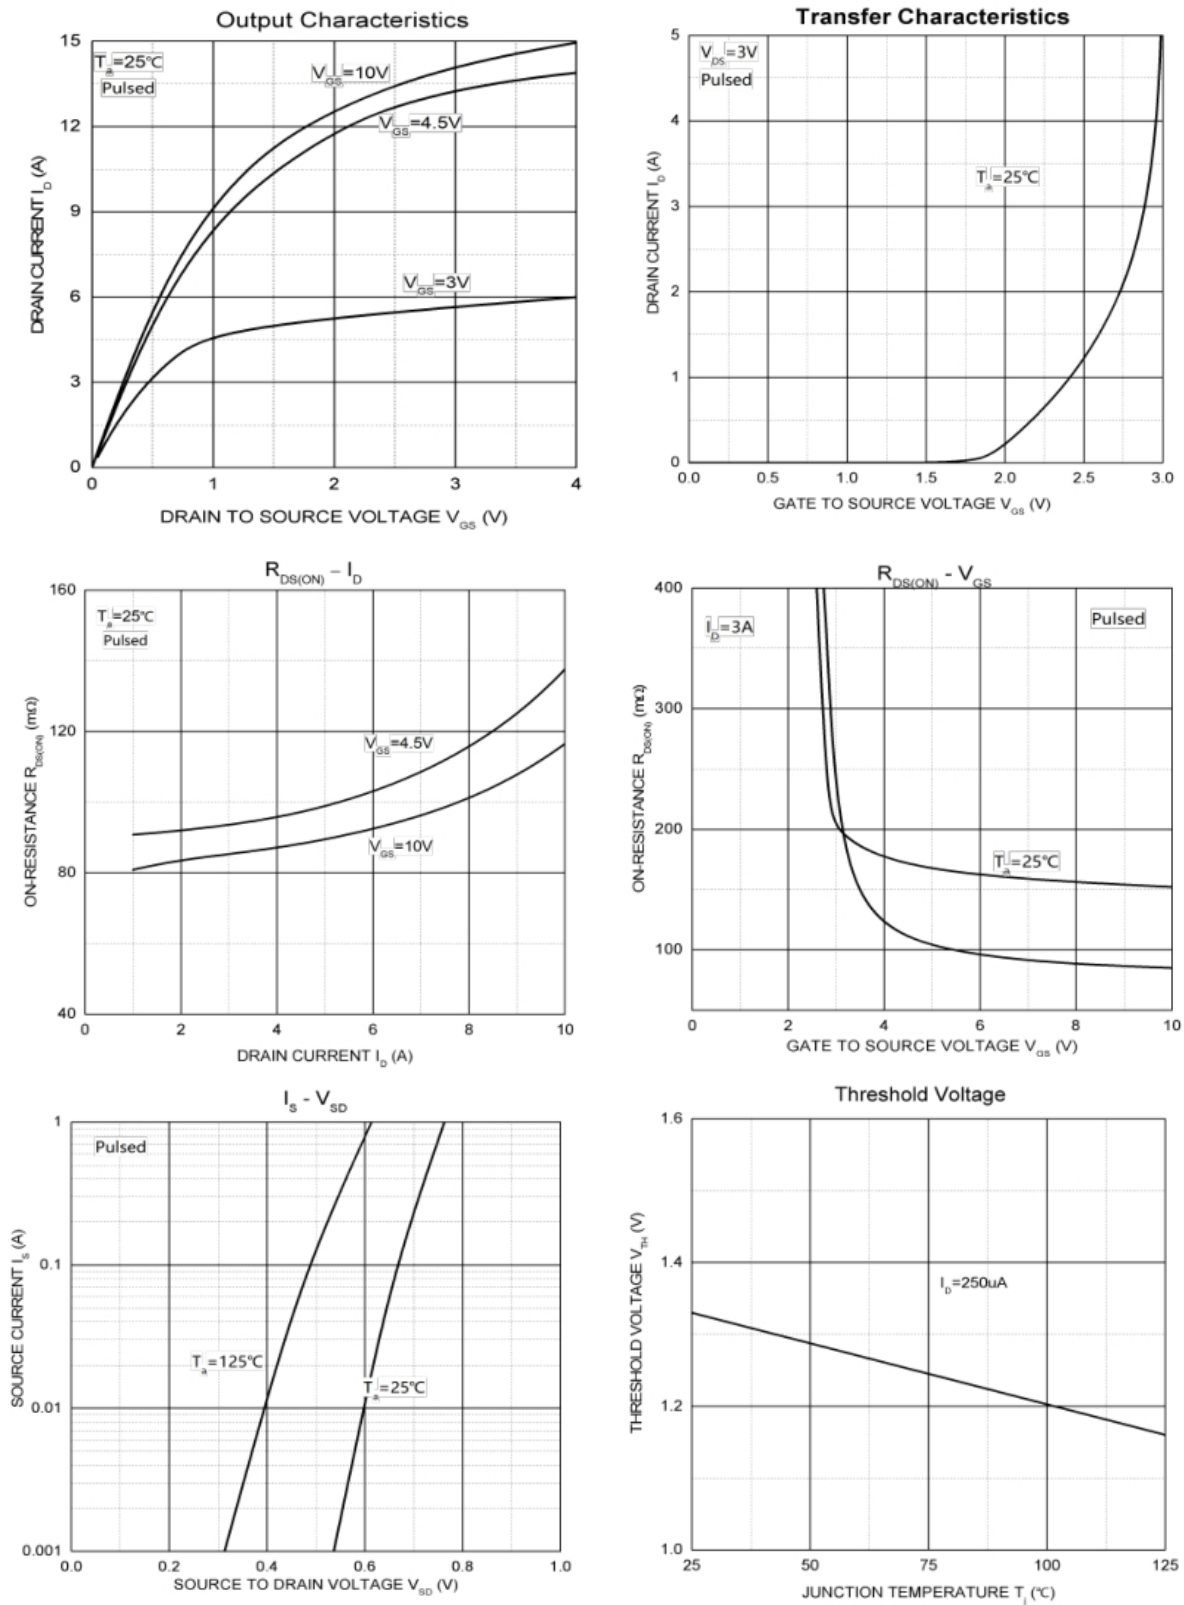 Output Characteristics
15
12
9
6
3
0
0 1 2 3 4
Ta=25℃
Pulsed
VGS=10V
VGS=4.5V
VGS=3V
DRAIN CURRENT ID (A)
DRAIN TO SOURCE VOLTAGE VGS (V)
Transfer Characteristics
5
4
3
2
1
0
0.0 0.5 1.0 1.5 2.0 2.5 3.0
VDS=3V
Pulsed
Ta=25℃
DRAIN CURRENT ID (A)
GATE TO SOURCE VOLTAGE VGS (V)
RDS(ON) – ID
160
120
80
40
0 2 4 6 8 10
Ta=25℃
Pulsed
VGS=4.5V
VGS=10V
ON-RESISTANCE RDS(ON) (mΩ)
DRAIN CURRENT ID (A)
RDS(ON) - VGS
400
300
200
100
0 2 4 6 8 10
ID=3A
Pulsed
Ta=25℃
ON-RESISTANCE RDS(ON) (mΩ)
GATE TO SOURCE VOLTAGE VGS (V)
IS - VSD
1
0.1
0.01
0.001
0.0 0.2 0.4 0.6 0.8 1.0
Pulsed
Ta=125℃
Ta=25℃
SOURCE CURRENT IS (A)
SOURCE TO DRAIN VOLTAGE VSD (V)
Threshold Voltage
1.6
1.4
1.2
1.0
25 50 75 100 125
ID=250uA
THRESHOLD VOLTAGE VTH (V)
JUNCTION TEMPERATURE Tj (℃)